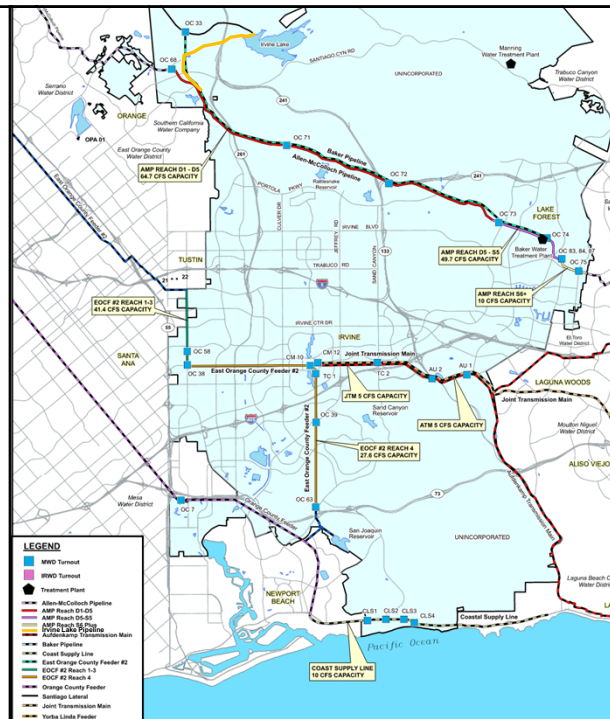 OC 33
Irvine Lake
SANTIAGO CYN RD
Manning
Water Treatment Plant
Trabuco Canyon
Water District
OC 68
UNINCORPORATED
Serrano
Water District
ORANGE
241
Southern California
Water Company
OPA 01
East Orange County
Water District
261
OC 71
Baker Pipeline
Allen-McColloch Pipeline
AMP REACH D1 - D5
64.7 CFS CAPACITY
PORTOLA PKWY
Rattlesnake
Reservoir
OC 72
241
East Orange County Feeder #2
CULVER DR
JEFFREY RD
IRVINE BLVD
SAND CANYON
133
LAKE
FOREST
OC 73
OC 74
AMP REACH D5 - S5
49.7 CFS CAPACITY
Baker Water
Treatment Plant
OC 83, 84, 87
OC 75
TUSTIN
TRABUCO RD
21
22
5
AMP REACH S6+
10 CFS CAPACITY
EOCF #2 REACH 1-3
41.4 CFS CAPACITY
55
IRVINE CTR DR
IRVINE
El Toro
Water District
SANTA
ANA
OC 58
CM 10
CM 12
Joint Transmission Main
OC 38
East Orange County Feeder #2
TC 1
TC 2
AU 2
AU 1
LAGUNA WOODS
Joint Transmission Main
JTM 5 CFS CAPACITY
ATM 5 CFS CAPACITY
OC 39
Sand Canyon
Reservoir
Moulton Niguel
Water District
East Orange County Feeder #2
EOCF #2 REACH 4
27.6 CFS CAPACITY
ALISO VIEJO
Mesa
Water District
OC 7
OC 63
73
Orange County Feeder
San Joaquin
Reservoir
UNINCORPORATED
Aufdenkamp Transmission Main
NEWPORT
BEACH
Laguna Beach C
Water District
LA
CLS1
CLS2
CLS3
CLS4
Coastal Supply Line
Pacific Ocean
COAST SUPPLY LINE
10 CFS CAPACITY
LEGEND
MWD Turnout
IRWD Turnout
Treatment Plant
Allen-McColloch Pipeline
AMP Reach D1-D5
AMP Reach D5-S5
AMP Reach S6 Plus
Irvine Lake Pipeline
Aufdenkamp Transmission Main
Baker Pipeline
Coast Supply Line
East Orange County Feeder #2
EOCF #2 Reach 1-3
EOCF #2 Reach 4
Orange County Feeder
Santiago Lateral
Joint Transmission Main
Yorba Linda Feeder